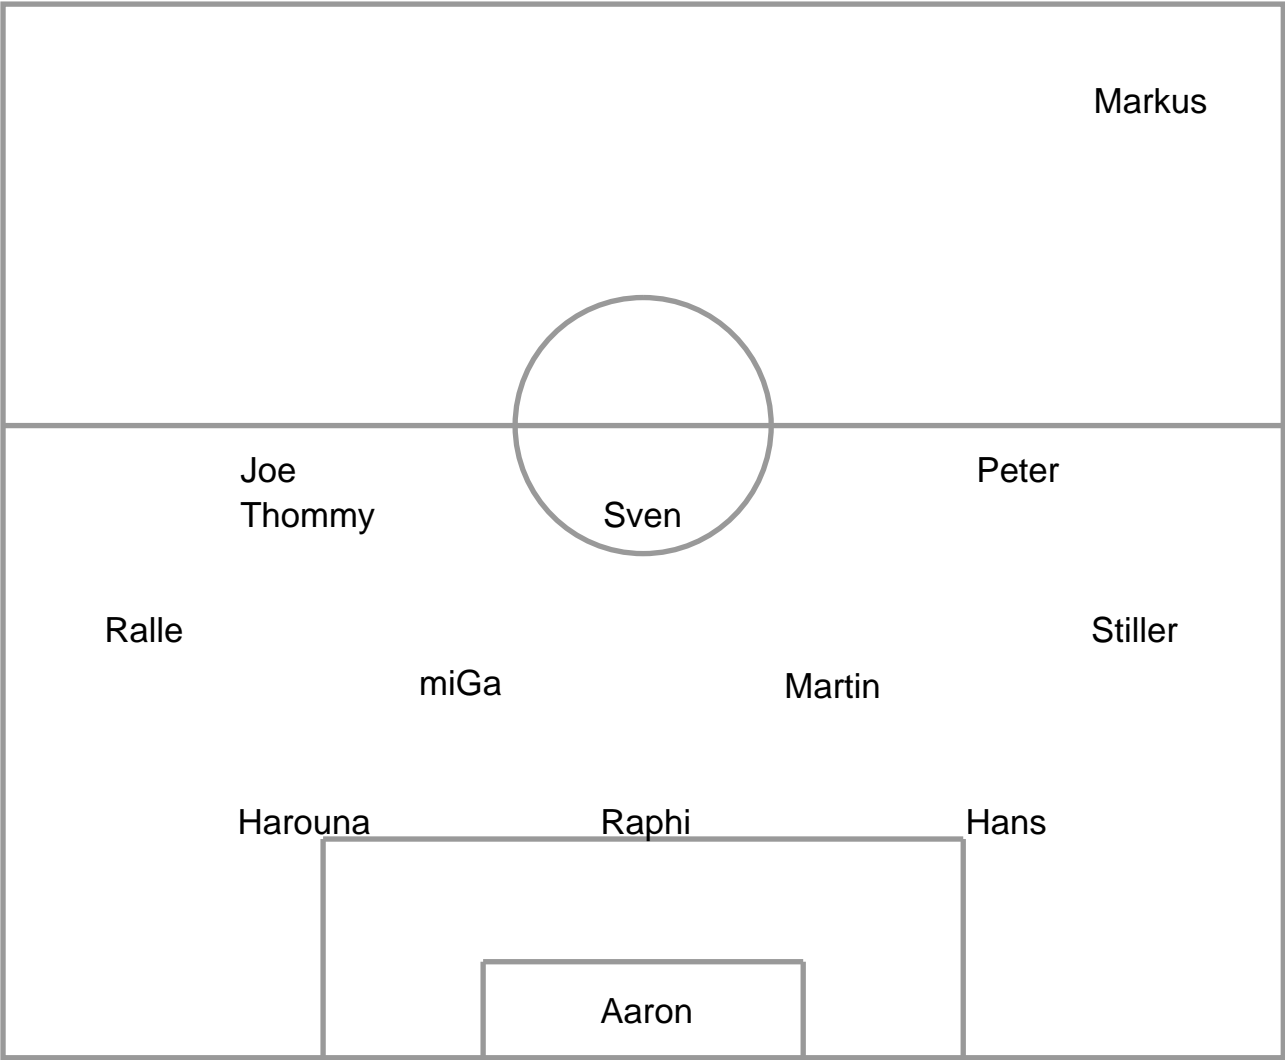 Markus
Joe
Peter
Thommy
Sven
Ralle
Stiller
miGa
Martin
Harouna
Raphi
Hans
Aaron